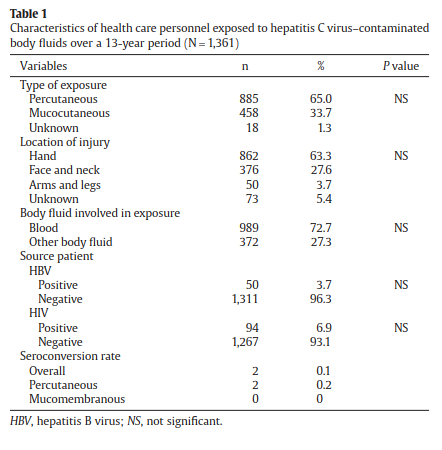 Table 1
Characteristics of health care personnel exposed to hepatitis C virus–contaminated
body fluids over a 13-year period (N = 1,361)
Variables n % P value
Type of exposure
Percutaneous 885 65.0 NS
Mucocutaneous 458 33.7
Unknown 18 1.3
Location of injury
Hand 862 63.3 NS
Face and neck 376 27.6
Arms and legs 50 3.7
Unknown 73 5.4
Body fluid involved in exposure
Blood 989 72.7 NS
Other body fluid 372 27.3
Source patient
HBV
Positive 50 3.7 NS
Negative 1,311 96.3
HIV
Positive 94 6.9 NS
Negative 1,267 93.1
Seroconversion rate
Overall 2 0.1
Percutaneous 2 0.2
Mucomembranous 0 0
HBV, hepatitis B virus; NS, not significant.